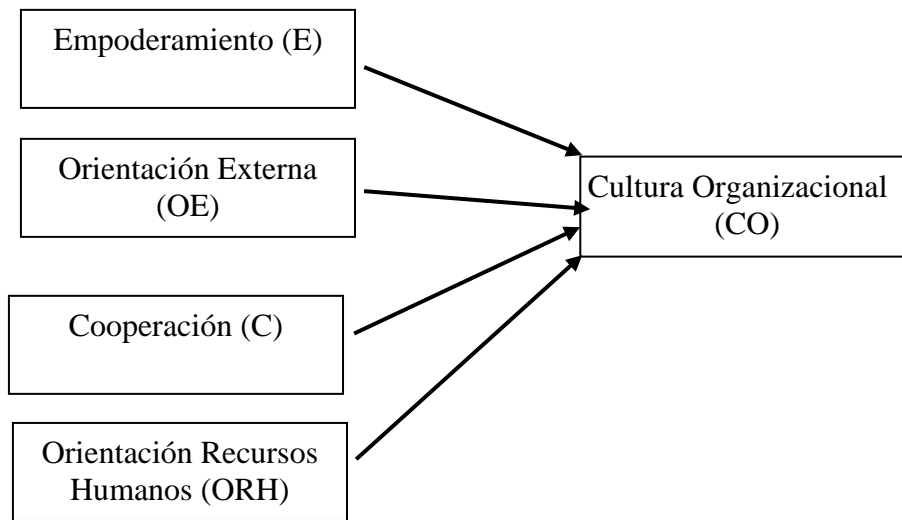 Empoderamiento (E)
Orientación Externa
(OE)
Cultura Organizacional
(CO)
Cooperación (C)
Orientación Recursos
Humanos (ORH)